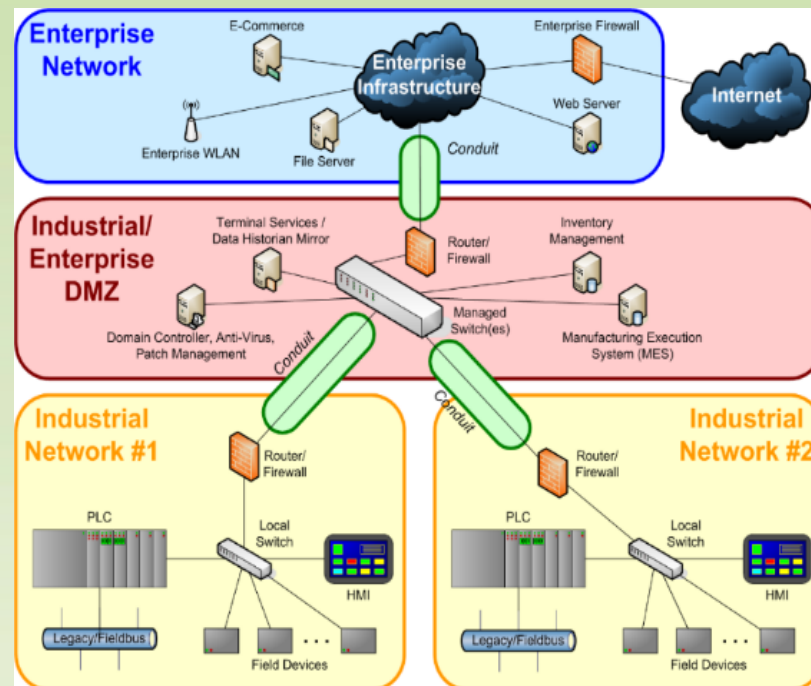 Enterprise
Network
E-Commerce
Enterprise
Infrastructure
Enterprise Firewall
Internet
Enterprise WLAN
File Server
Web Server
Conduit
Industrial/
Enterprise
DMZ
Terminal Services /
Data Historian Mirror
Router/
Firewall
Inventory
Management
Domain Controller, Anti-Virus,
Patch Management
Managed
Switch(es)
Manufacturing Execution
System (MES)
Conduit
Conduit
Industrial
Network #1
Router/
Firewall
PLC
Local
Switch
HMI
Legacy/Fieldbus
Field Devices
Industrial
Network #2
Router/
Firewall
PLC
Local
Switch
HMI
Legacy/Fieldbus
Field Devices